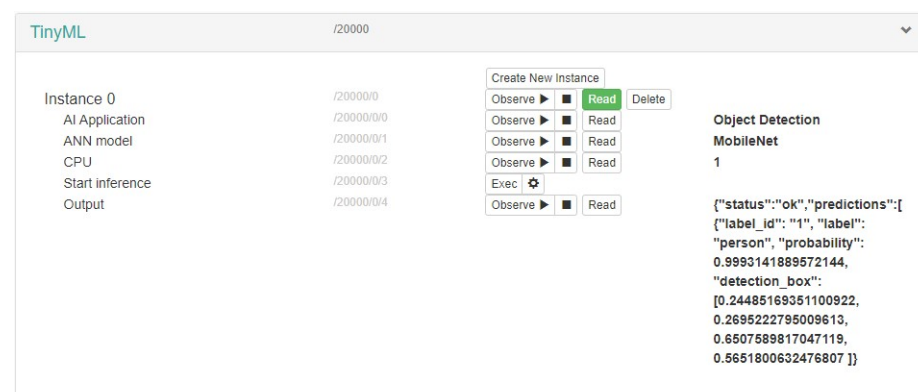 TinyML /20000
Create New Instance
Instance 0 /20000/0 Observe ▶ ■ Read Delete
AI Application /20000/0/0 Observe ▶ ■ Read Object Detection
ANN model /20000/0/1 Observe ▶ ■ Read MobileNet
CPU /20000/0/2 Observe ▶ ■ Read 1
Start inference /20000/0/3 Exec ⚙
Output /20000/0/4 Observe ▶ ■ Read {"status":"ok","predictions":[
{"label_id": "1", "label":
"person", "probability":
0.9993141889572144,
"detection_box":
[0.24485169351100922,
0.2695222795009613,
0.6507589817047119,
0.5651800632476807 ]}